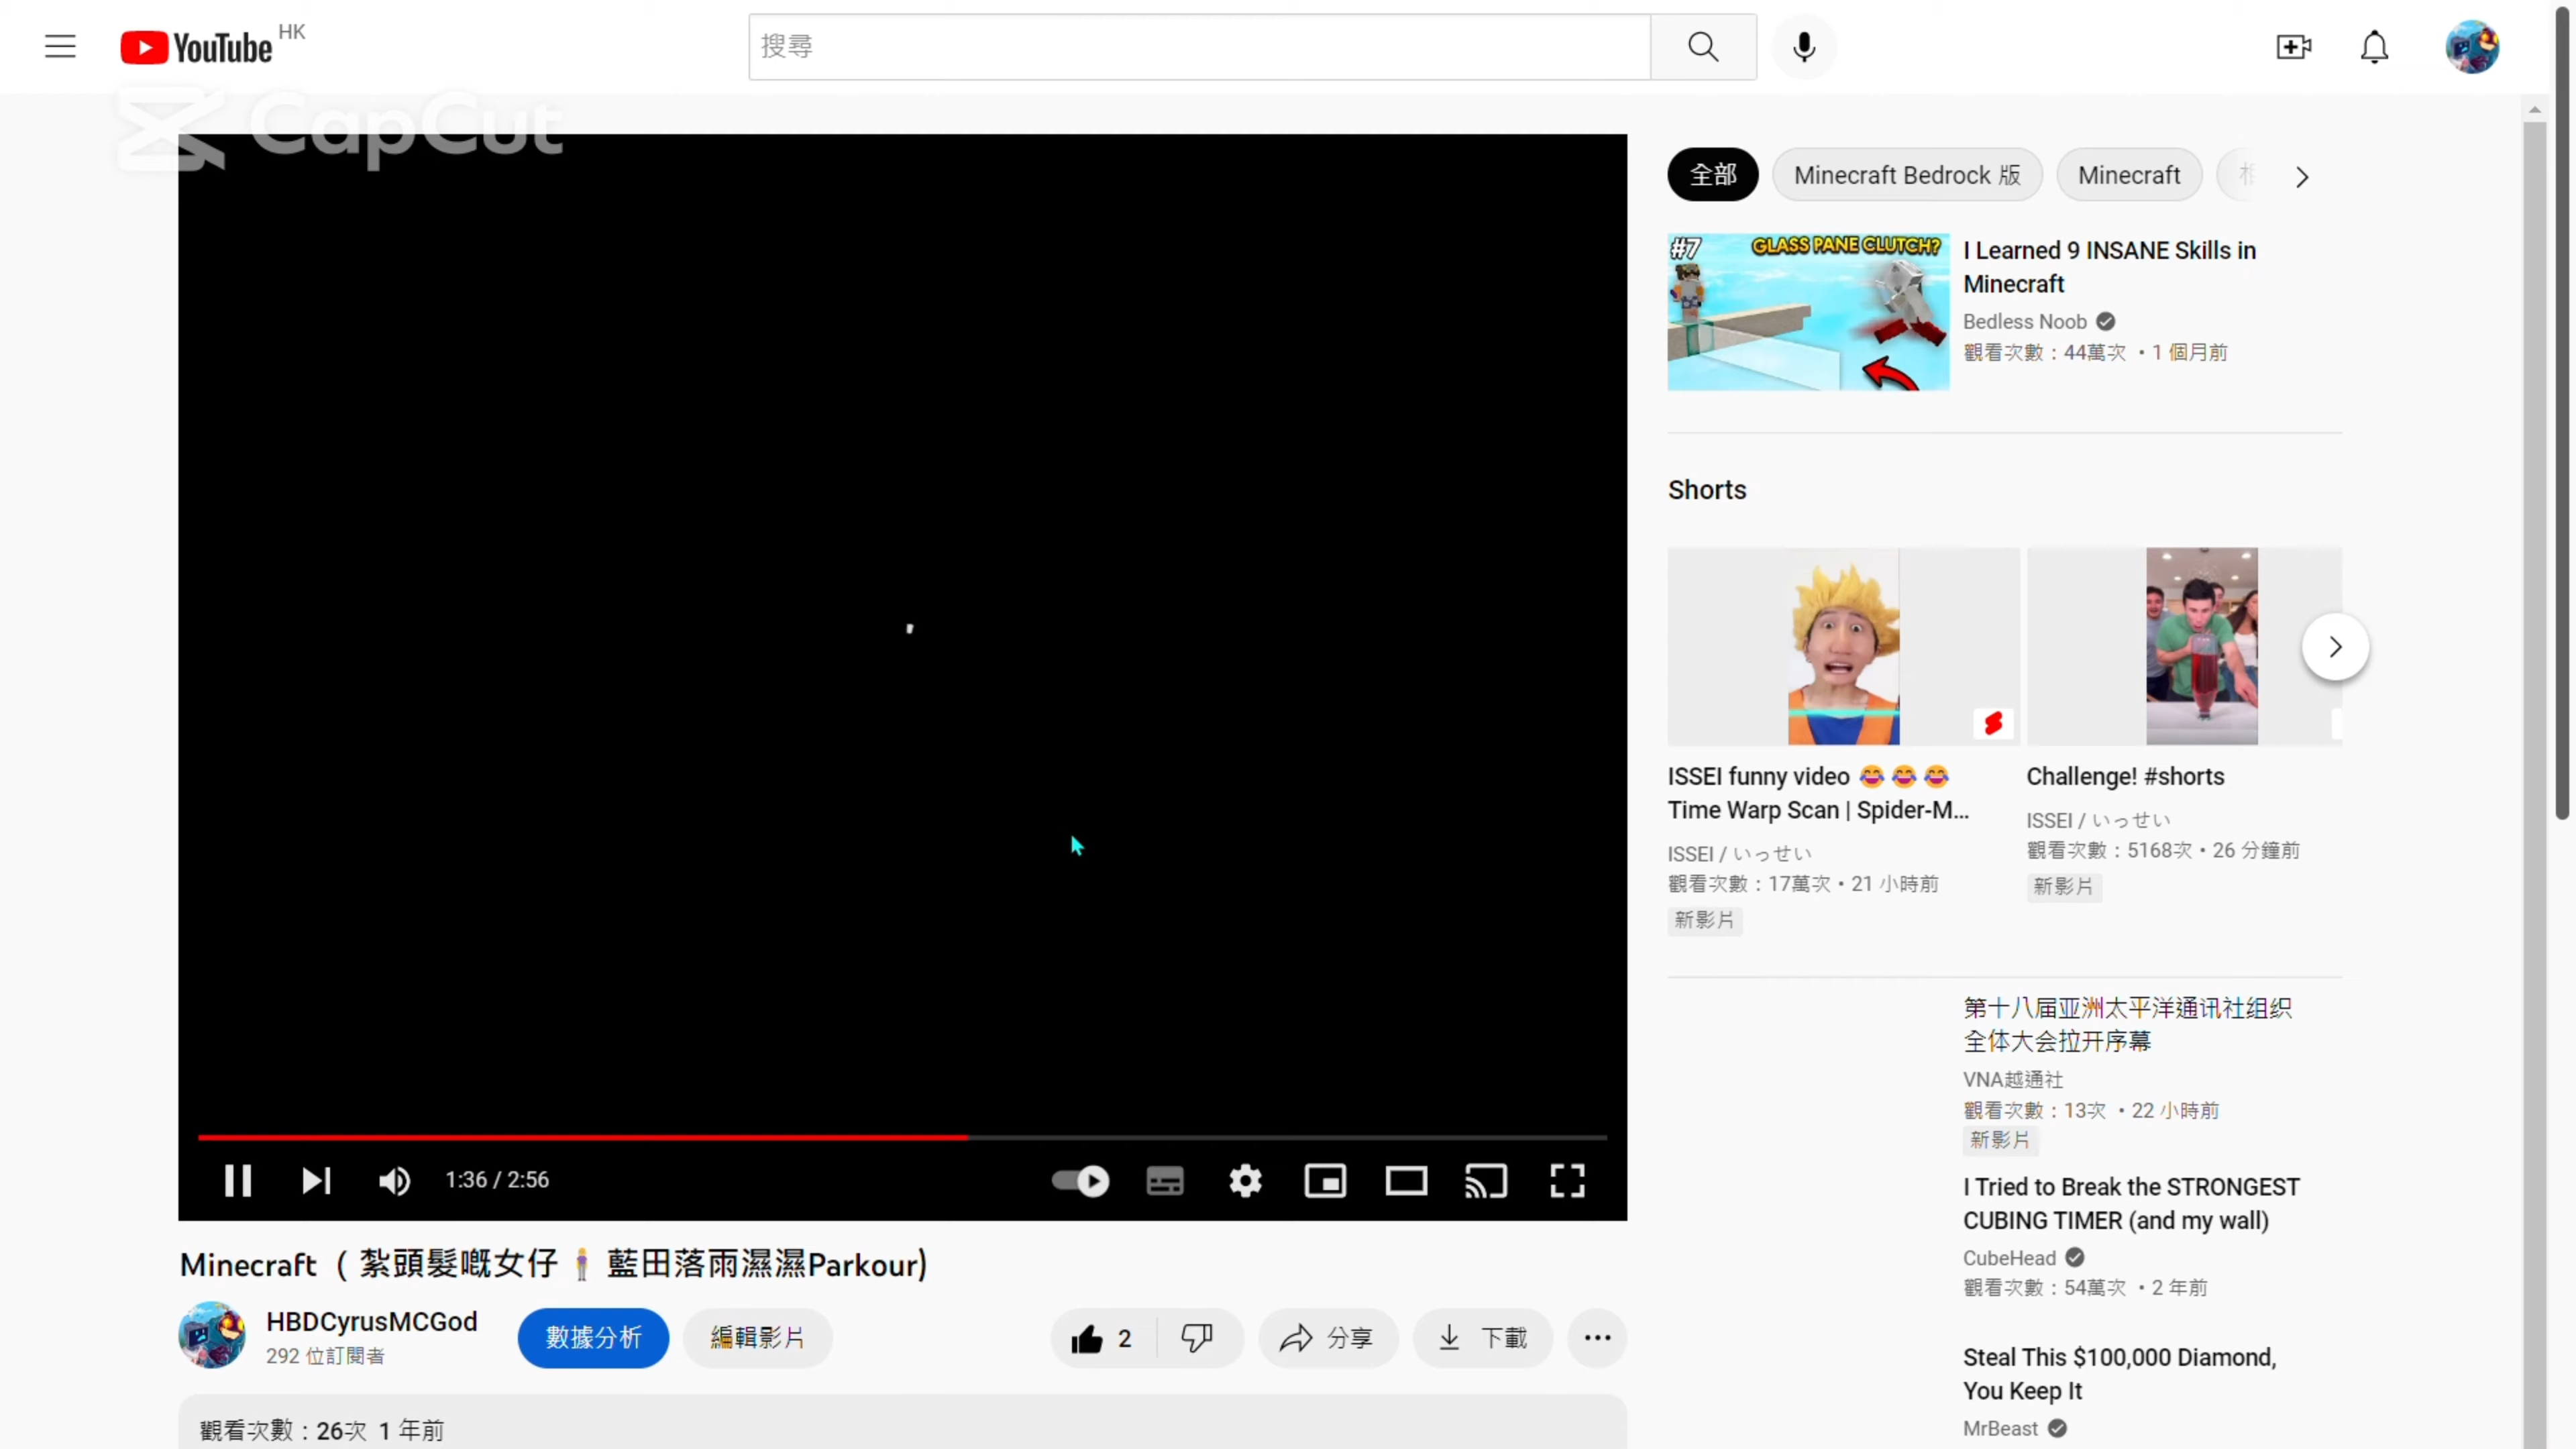 YouTube HK
搜尋
CapCut
全部
Minecraft Bedrock 版
Minecraft
#7 GLASS PANE CLUTCH?
I Learned 9 INSANE Skills in
Minecraft
Bedless Noob
觀看次數：44萬次 • 1 個月前
Shorts
ISSEI funny video 😂 😂 😂
Time Warp Scan | Spider-M...
ISSEI / いっせい
觀看次數：17萬次 • 21 小時前
新影片
Challenge! #shorts
ISSEI / いっせい
觀看次數：5168次 • 26 分鐘前
新影片
第十八届亚洲太平洋通讯社组织
全体大会拉开序幕
VNA越通社
觀看次數：13次 • 22 小時前
新影片
I Tried to Break the STRONGEST
CUBING TIMER (and my wall)
CubeHead
觀看次數：54萬次 • 2 年前
Steal This $100,000 Diamond,
You Keep It
MrBeast
1:36 / 2:56
Minecraft（ 紮頭髮嘅女仔🧍‍♀️ 藍田落雨濕濕Parkour)
HBDCyrusMCGod
292 位訂閱者
數據分析
編輯影片
2
分享
下載
觀看次數：26次 1 年前